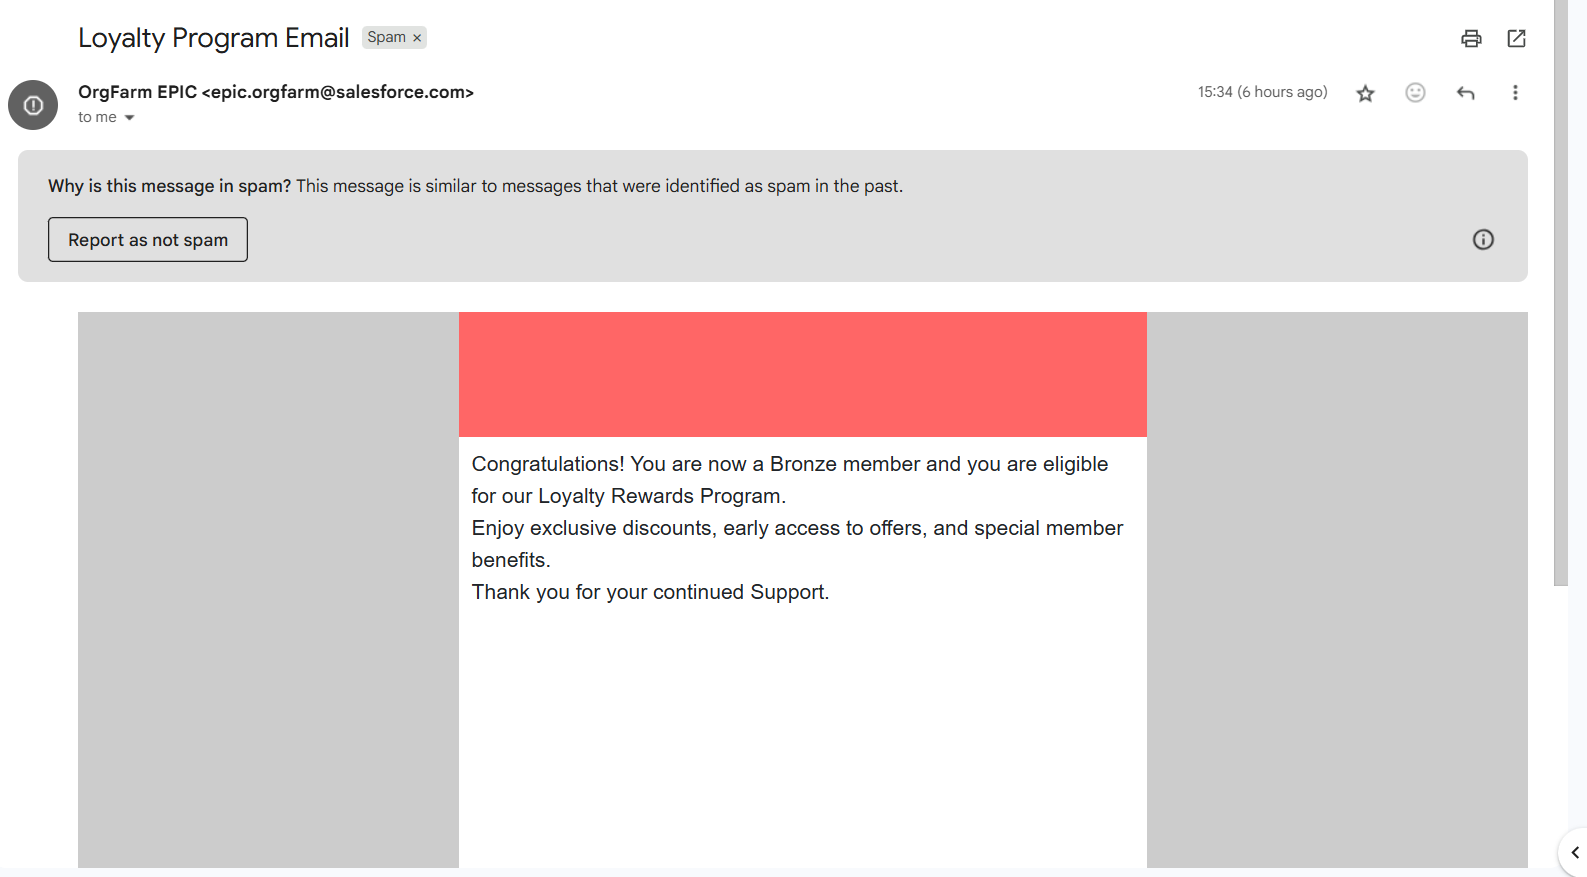 Loyalty Program Email Spam ×
OrgFarm EPIC <epic.orgfarm@salesforce.com>
15:34 (6 hours ago)
to me
Why is this message in spam? This message is similar to messages that were identified as spam in the past.
Report as not spam
Congratulations! You are now a Bronze member and you are eligible
for our Loyalty Rewards Program.
Enjoy exclusive discounts, early access to offers, and special member
benefits.
Thank you for your continued Support.